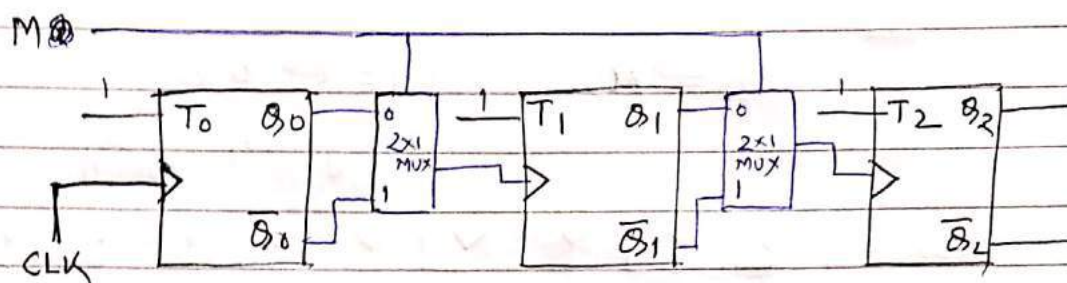 M
1 1 1
T0 Q0 0 T1 Q1 0 T2 Q2
2x1 MUX 2x1 MUX
1 1
Q̅0 Q̅1 Q̅2
CLK